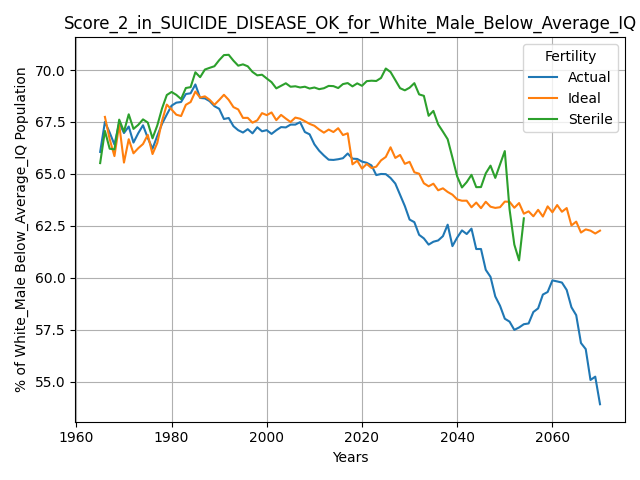 Score_2_in_SUICIDE_DISEASE_OK_for_White_Male_Below_Average_IQ
% of White_Male Below_Average_IQ Population
70.0
67.5
65.0
62.5
60.0
57.5
55.0
Fertility
Actual
Ideal
Sterile
1960
1980
2000
2020
2040
2060
Years